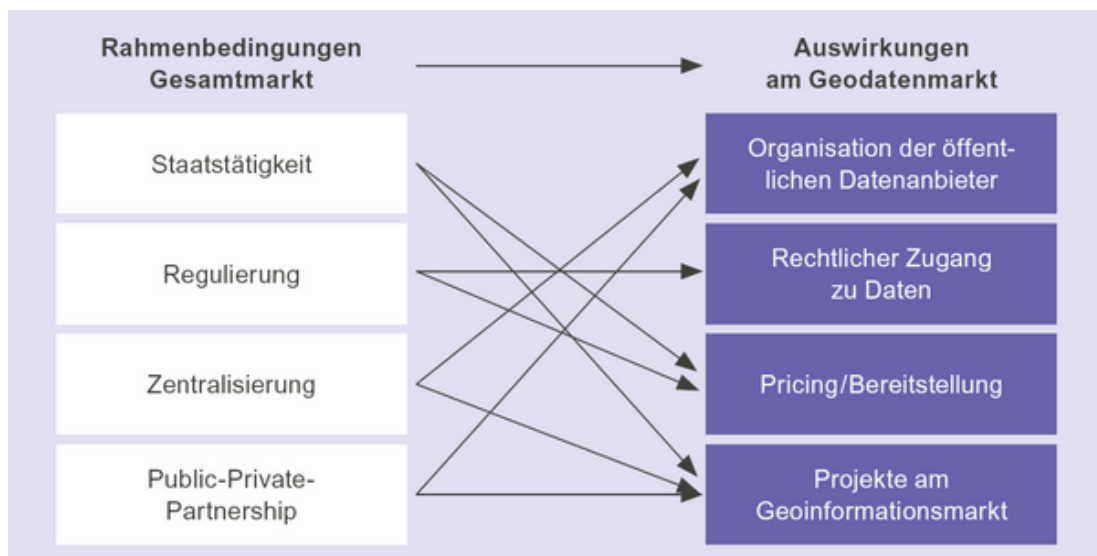 Rahmenbedingungen
Gesamtmarkt
Auswirkungen
am Geodatenmarkt
Staatstätigkeit
Organisation der öffent-
lichen Datenanbieter
Regulierung
Rechtlicher Zugang
zu Daten
Zentralisierung
Pricing/Bereitstellung
Public-Private-
Partnership
Projekte am
Geoinformationsmarkt